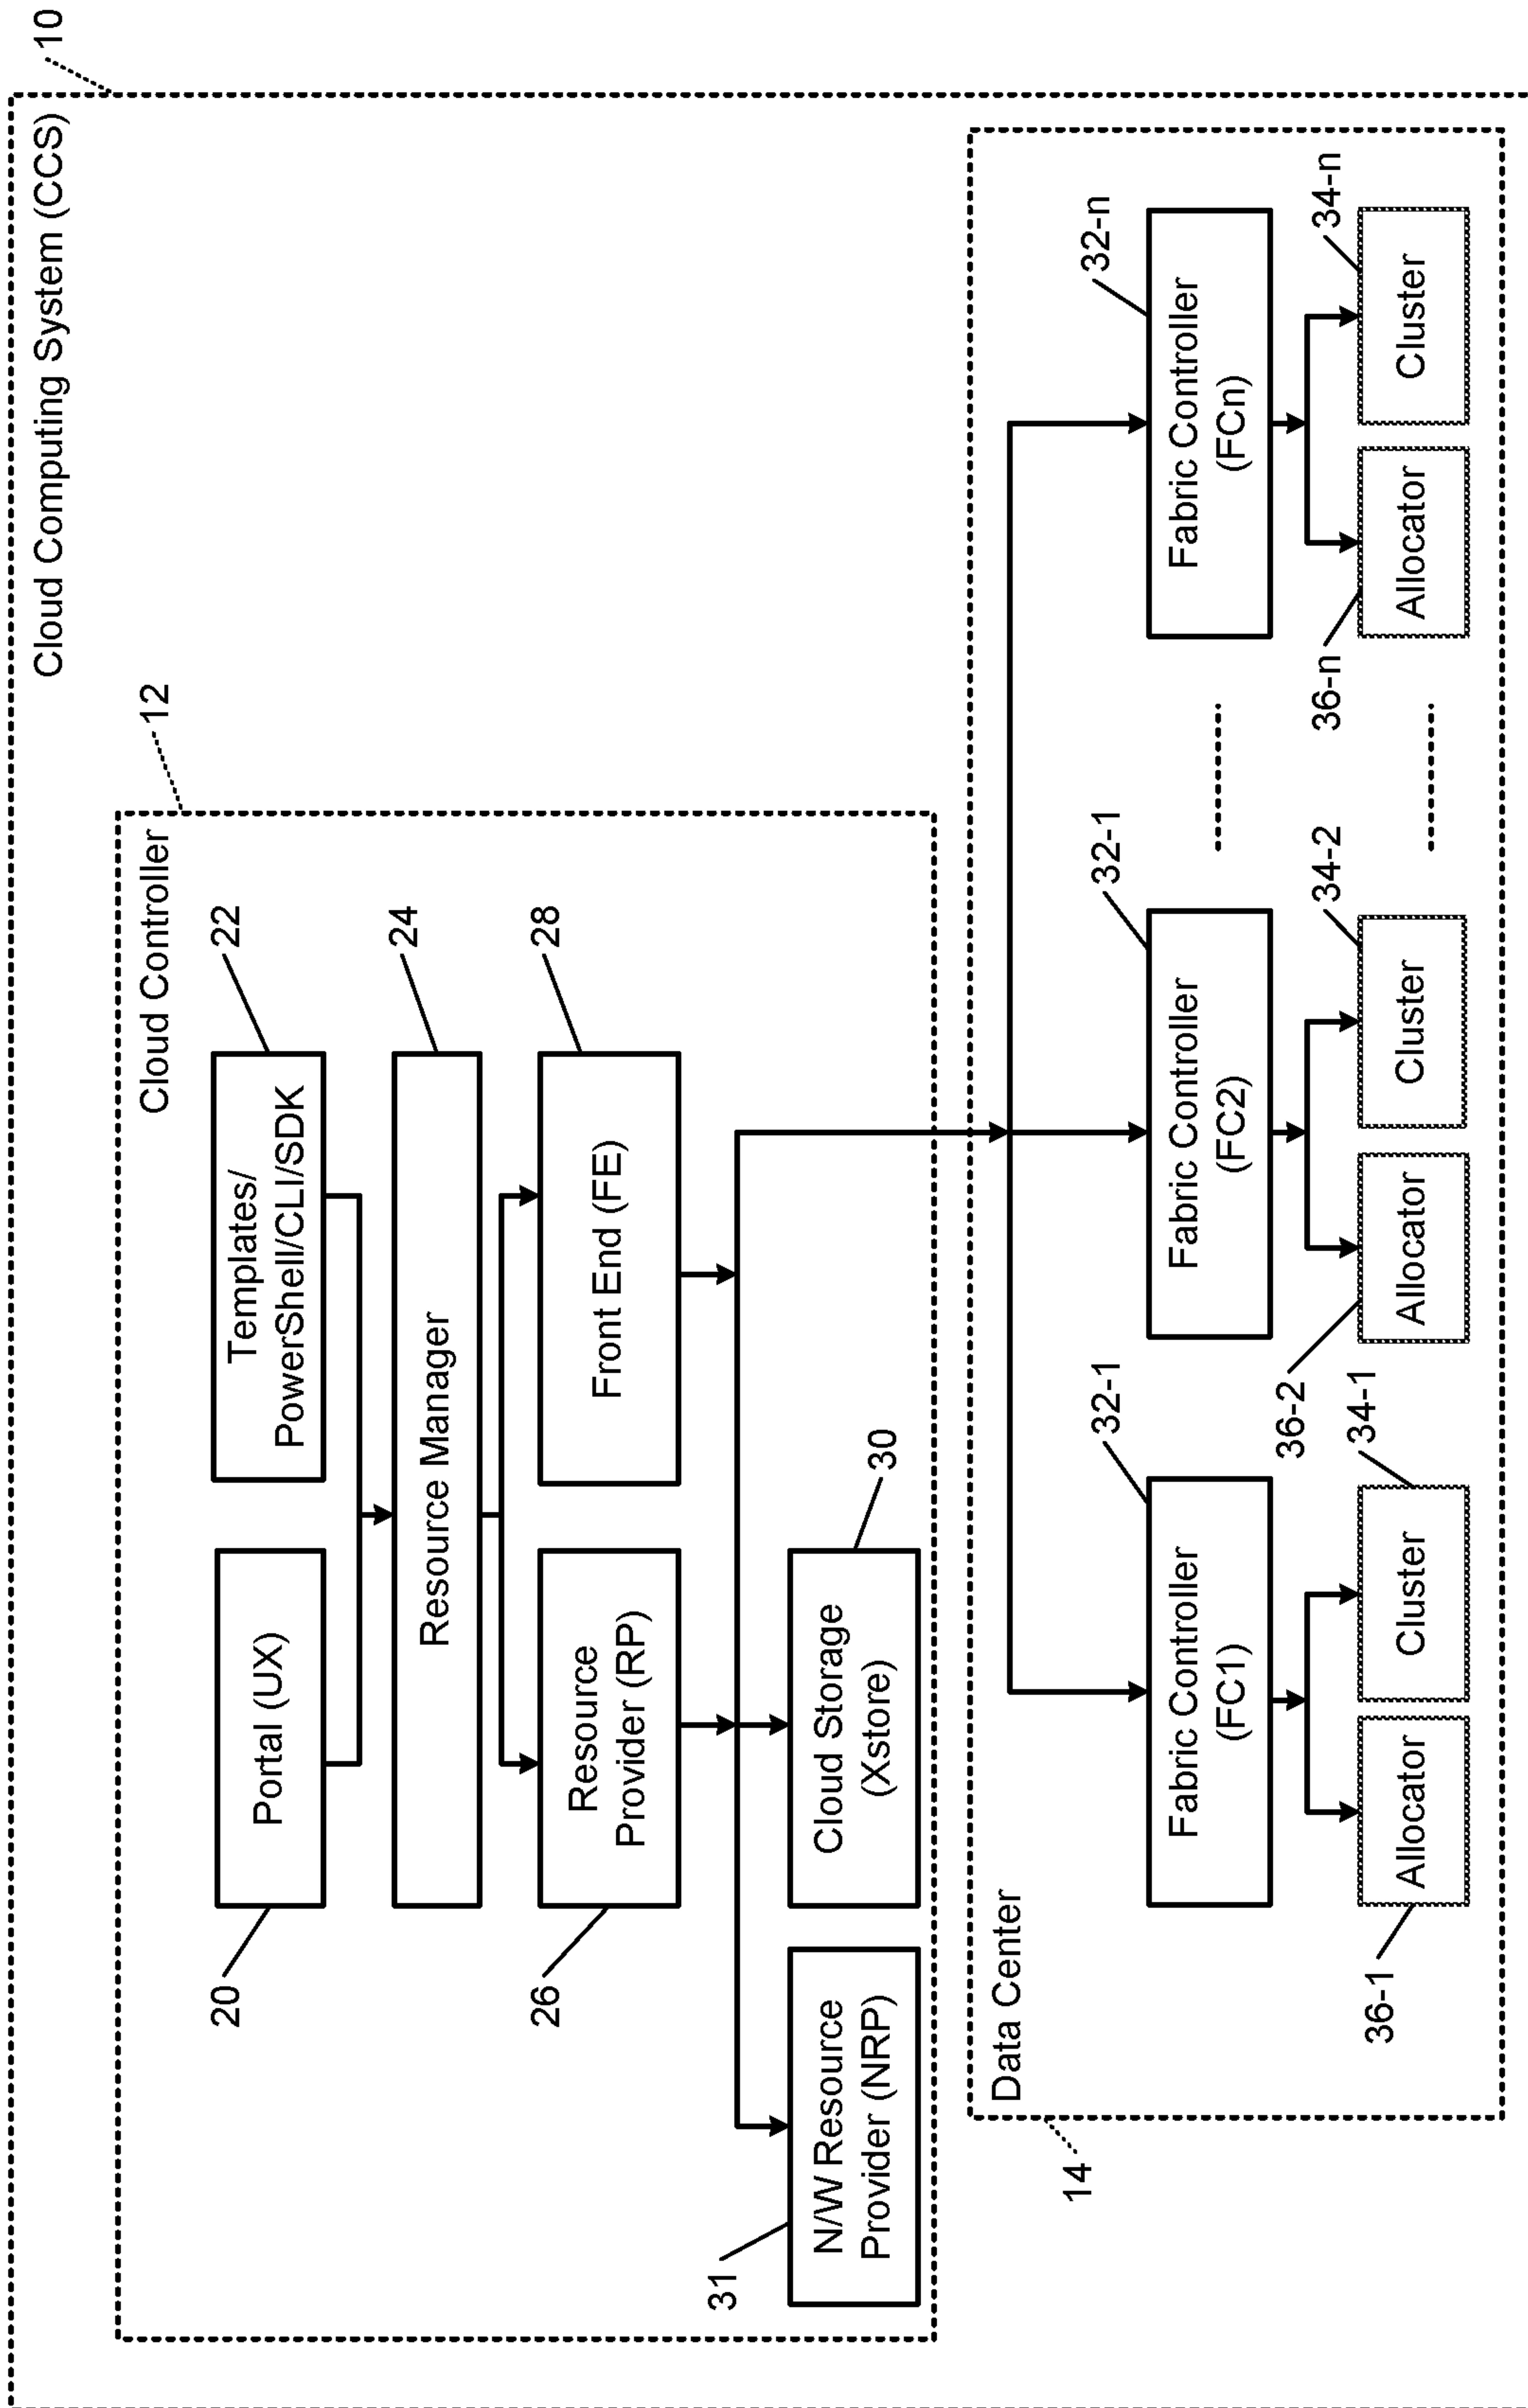 10
Cloud Computing System (CCS)
12
Cloud Controller
20
Portal (UX)
Templates/
PowerShell/CLI/SDK
22
Resource Manager
24
26
Resource
Provider (RP)
Front End (FE)
28
31
N/W Resource
Provider (NRP)
Cloud Storage
(Xstore)
30
14
Data Center
Fabric Controller
(FC1)
32-1
Fabric Controller
(FC2)
32-1
Fabric Controller
(FCn)
32-n
36-1
Allocator
Cluster
34-1
36-2
Allocator
Cluster
34-2
36-n
Allocator
Cluster
34-n